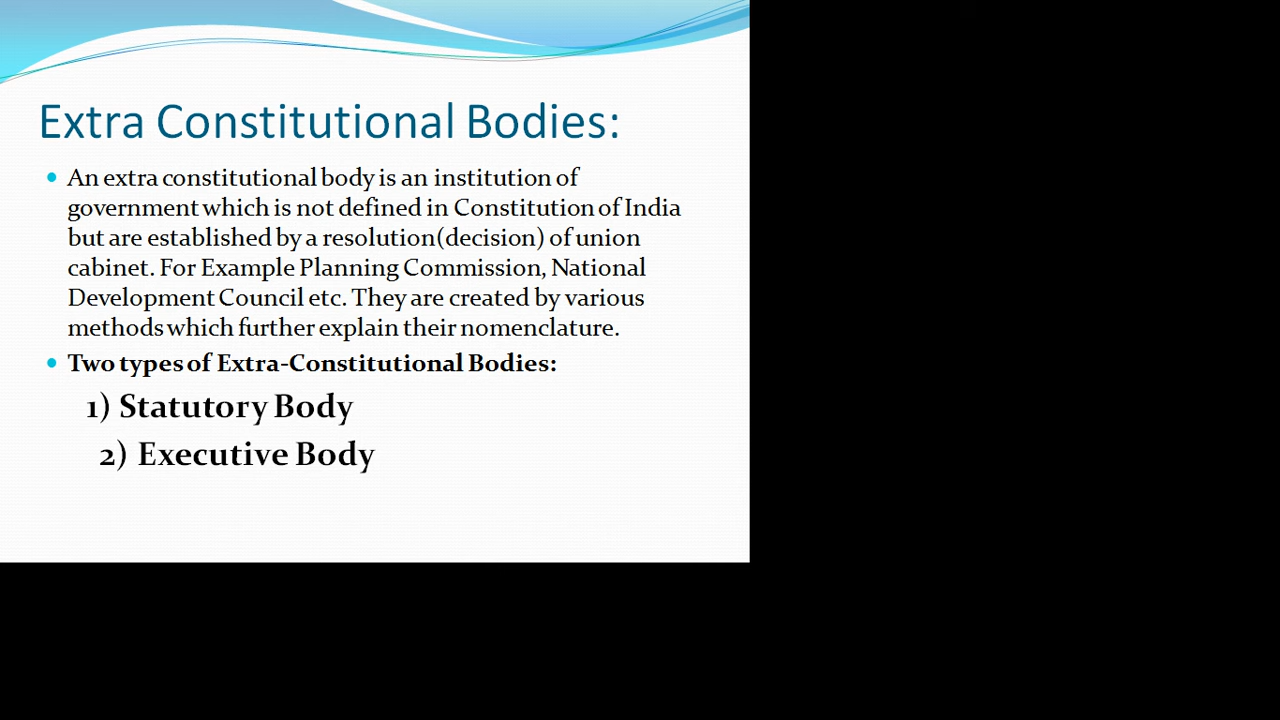 Extra Constitutional Bodies:
An extra constitutional body is an institution of
government which is not defined in Constitution of India
but are established by a resolution(decision) of union
cabinet. For Example Planning Commission, National
Development Council etc. They are created by various
methods which further explain their nomenclature.
Two types of Extra-Constitutional Bodies:
1) Statutory Body
2) Executive Body